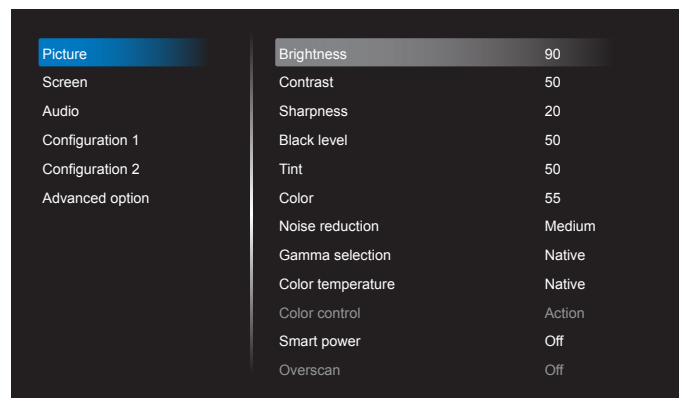 Picture
Screen
Audio
Configuration 1
Configuration 2
Advanced option
Brightness 90
Contrast 50
Sharpness 20
Black level 50
Tint 50
Color 55
Noise reduction Medium
Gamma selection Native
Color temperature Native
Color control Action
Smart power Off
Overscan Off